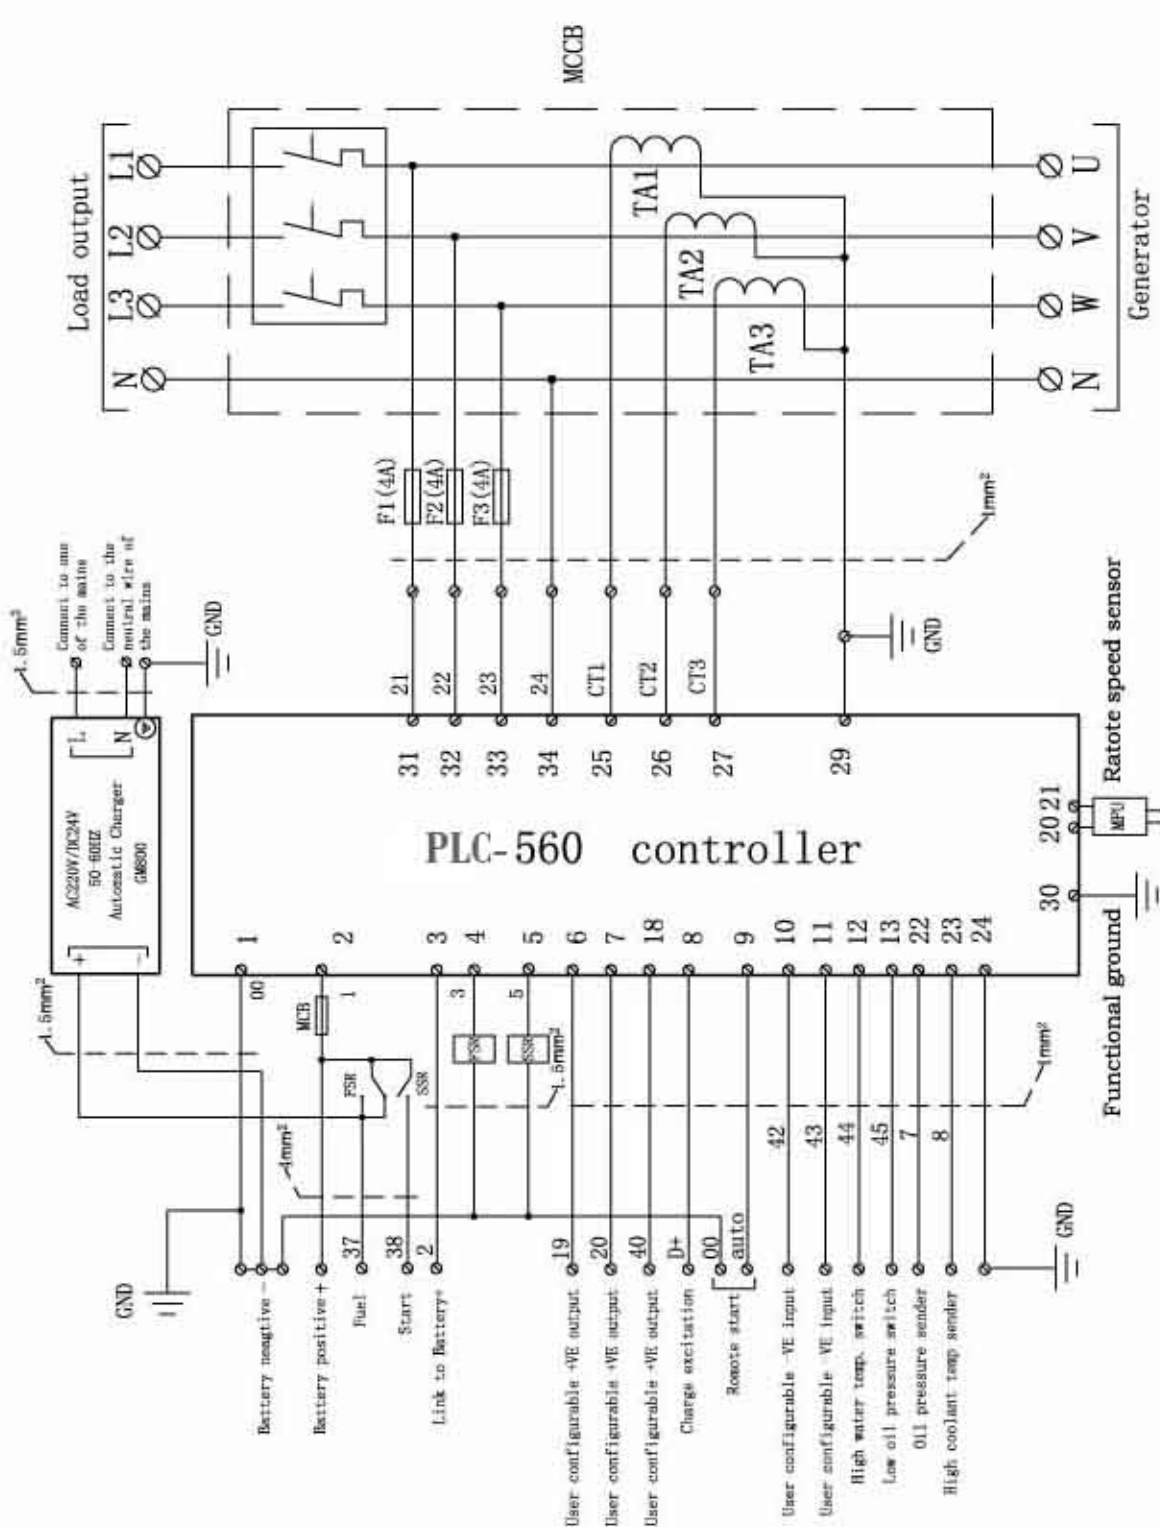 MCCB
Load output
L1
L2
L3
N
U
V
W
N
Generator
TA1
TA2
TA3
F1(4A)
F2(4A)
F3(4A)
1mm²
21
22
23
24
CT1
CT2
CT3
GND
31
32
33
34
25
26
27
29
PLC-560 controller
2021
MPU
Ratote speed sensor
30
Functional ground
1.5mm²
Connect to one
of the mains
Connect to the
neutral wire of
the mains
GND
L
N
AC220V/DC24V
50-60HZ
Automatic Charger
GM800
+
-
1.5mm²
1
2
3
4
5
6
7
18
8
9
10
11
12
13
22
23
24
00
MCB
1
3
5
FSR
SSR
FSR
SSR
1.5mm²
4mm²
1mm²
42
43
44
45
7
8
37
38
2
19
20
40
D+
00
auto
GND
GND
Battery neagtive -
Battery positive +
Fuel
Start
Link to Battery+
User configurable +VE output
User configurable +VE output
User configurable +VE output
Charge excitation
Romote start
User configurable -VE input
User configurable -VE input
High water temp. switch
Low oil pressure switch
Oil pressure sender
High coolant temp sender